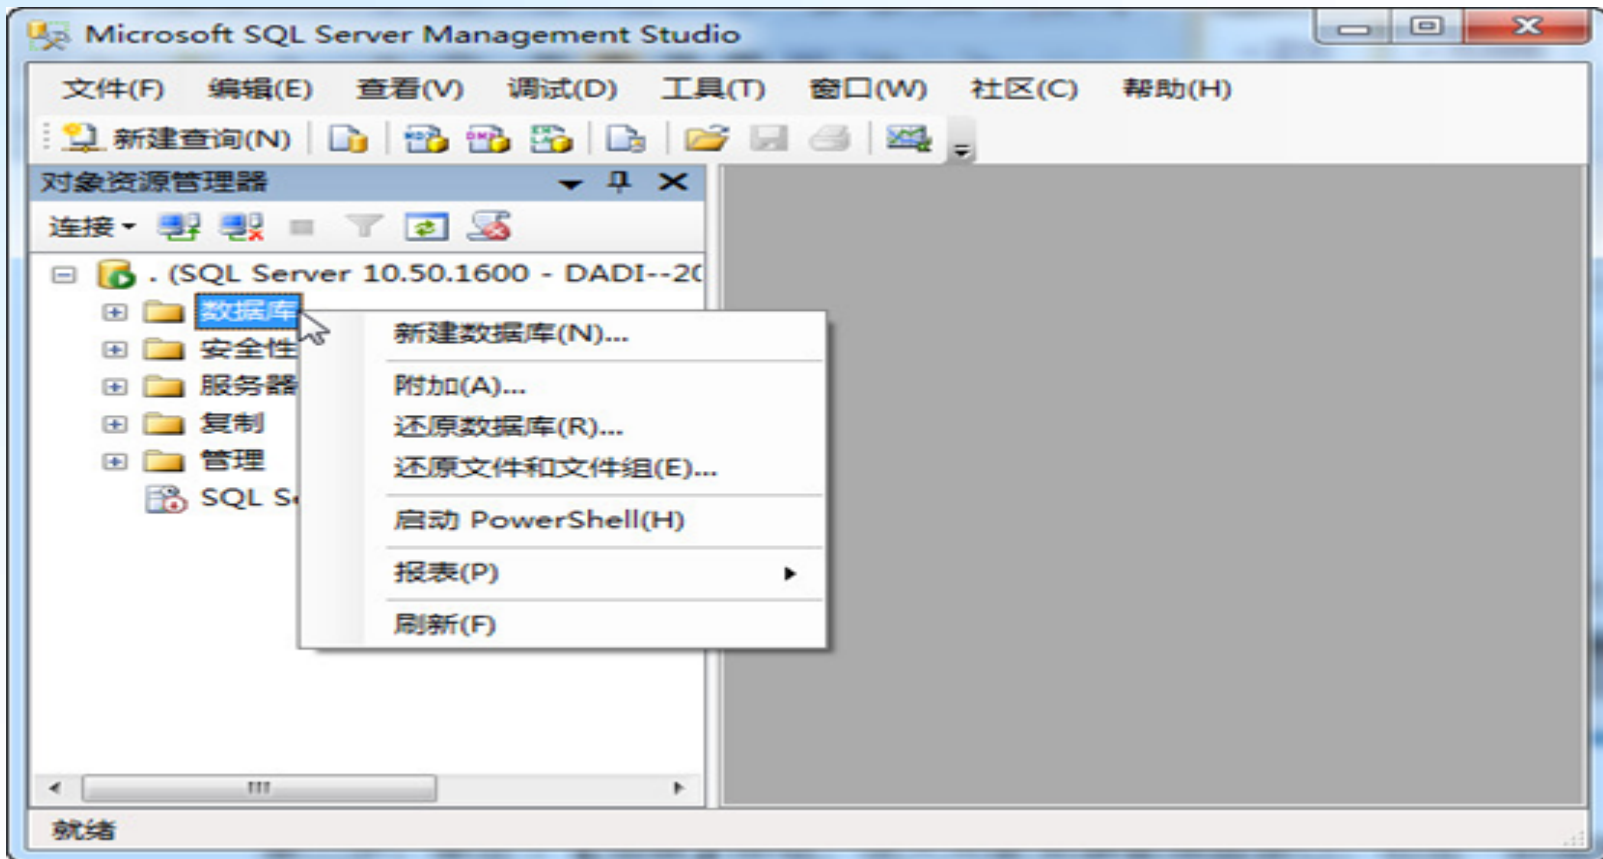 Microsoft SQL Server Management Studio
文件(F) 编辑(E) 查看(V) 调试(D) 工具(T) 窗口(W) 社区(C) 帮助(H)
新建查询(N)
对象资源管理器
连接
. (SQL Server 10.50.1600 - DADI--20
数据库
安全性
服务器
复制
管理
SQL Se
新建数据库(N)...
附加(A)...
还原数据库(R)...
还原文件和文件组(E)...
启动 PowerShell(H)
报表(P)
刷新(F)
就绪